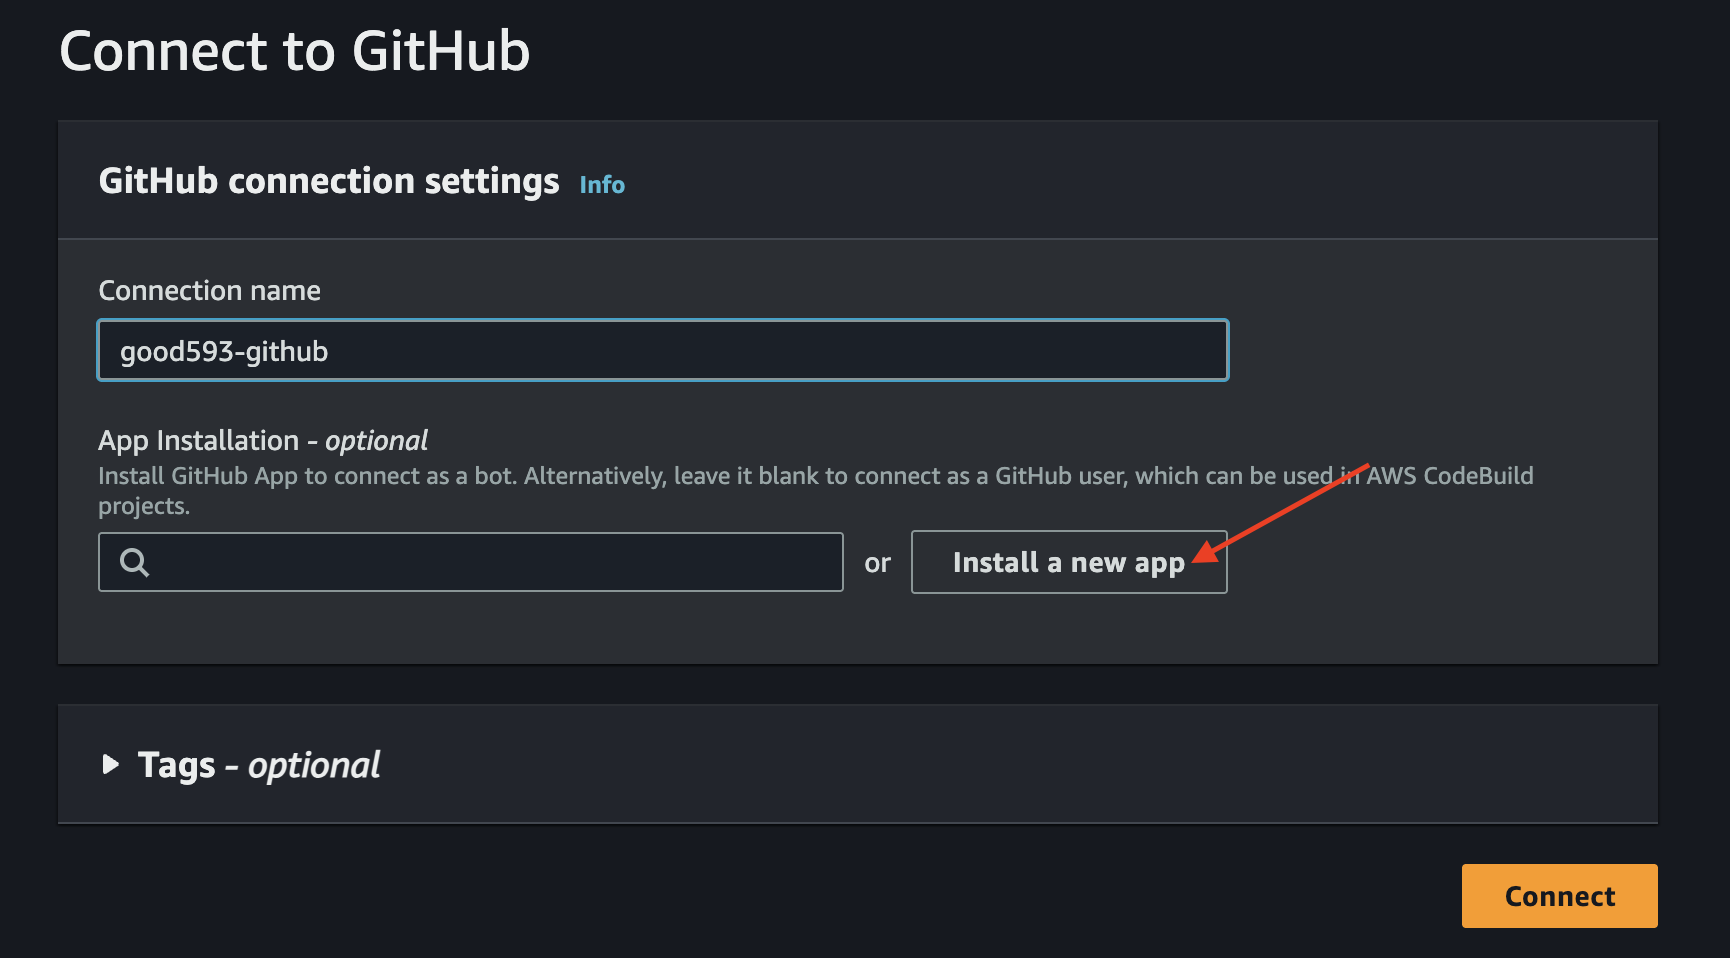 Connect to GitHub
GitHub connection settings Info
Connection name
good593-github
App Installation - optional
Install GitHub App to connect as a bot. Alternatively, leave it blank to connect as a GitHub user, which can be used in AWS CodeBuild
projects.
or Install a new app
Tags - optional
Connect